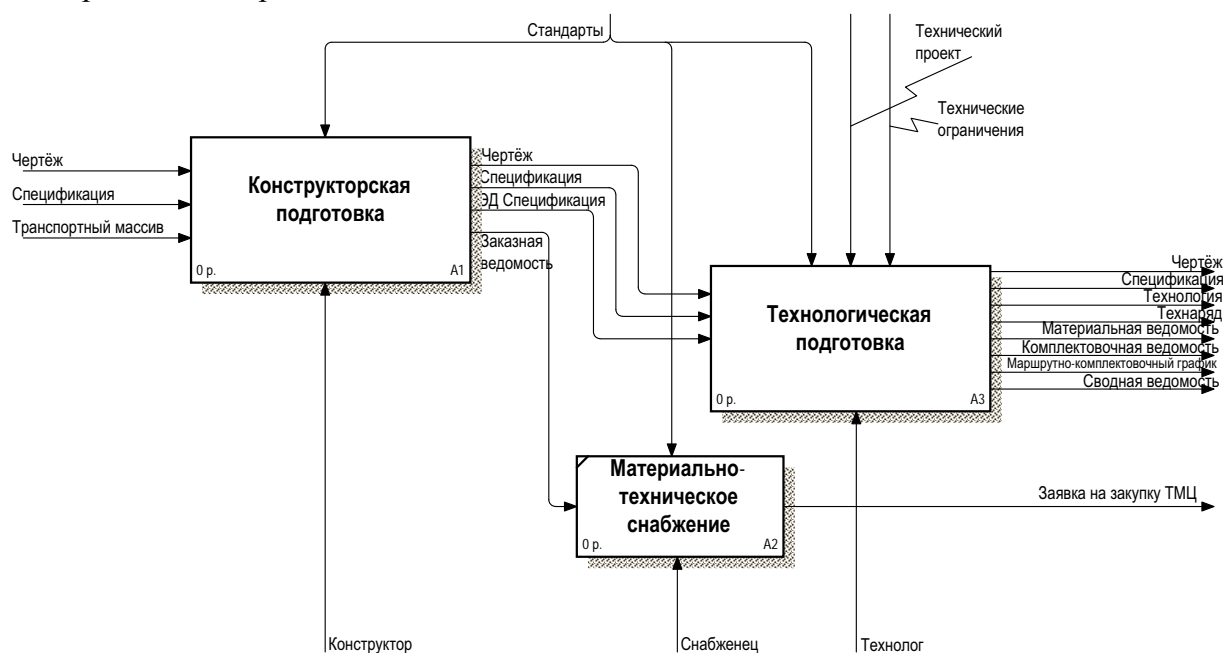 Стандарты
Технический
проект
Технические
ограничения
Чертёж
Спецификация
Транспортный массив
Конструкторская
подготовка
0 р.
A1
Чертёж
Спецификация
ЭД Спецификация
Заказная
ведомость
Технологическая
подготовка
0 р.
A3
Чертёж
Спецификация
Технология
Технаряд
Материальная ведомость
Комплектовочная ведомость
Маршрутно-комплектовочный график
Сводная ведомость
Материально-
техническое
снабжение
0 р.
A2
Заявка на закупку ТМЦ
Конструктор
Снабженец
Технолог